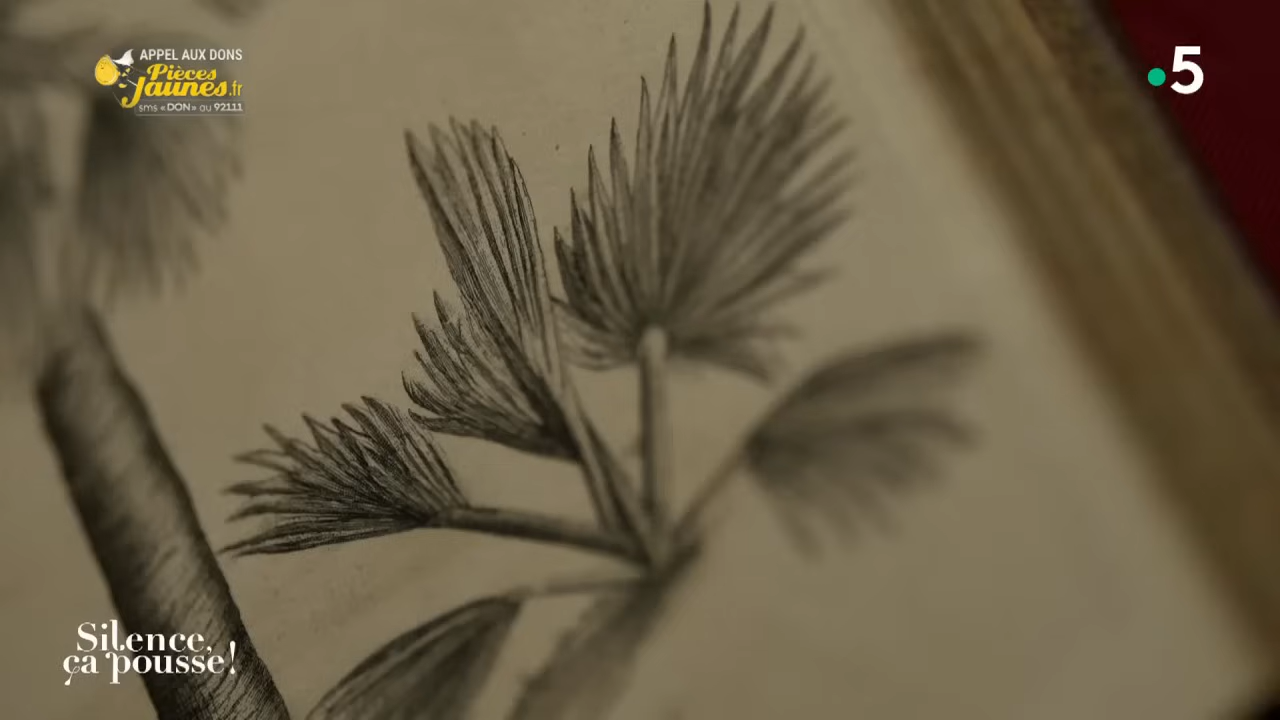 APPEL AUX DONS
Pièces
Jaunes.fr
sms «DON» au 92111
5
Silence,
ça pousse!